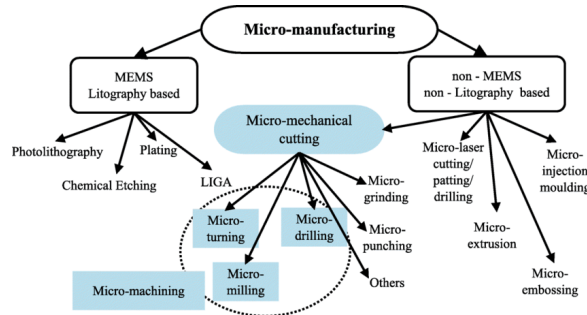 Micro-manufacturing
MEMS
Litography based
non - MEMS
non - Litography based
Micro-mechanical
cutting
Photolithography
Plating
Chemical Etching
LIGA
Micro-laser
cutting/
patting/
drilling
Micro-
injection
moulding
Micro-
grinding
Micro-
turning
Micro-
drilling
Micro-
punching
Micro-
extrusion
Micro-
milling
Others
Micro-machining
Micro-
embossing